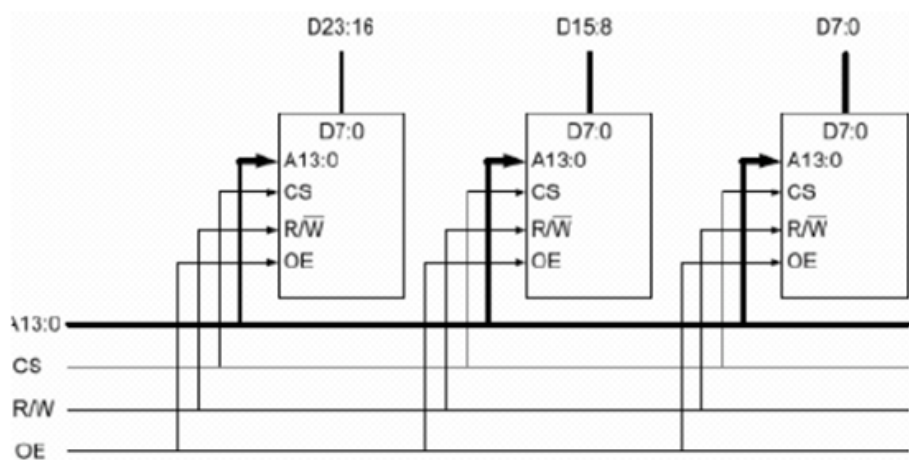 D23:16 D15:8 D7:0
D7:0 D7:0 D7:0
A13:0 A13:0 A13:0
CS CS CS
R/W̅ R/W̅ R/W̅
OE OE OE
A13:0
CS
R/W
OE